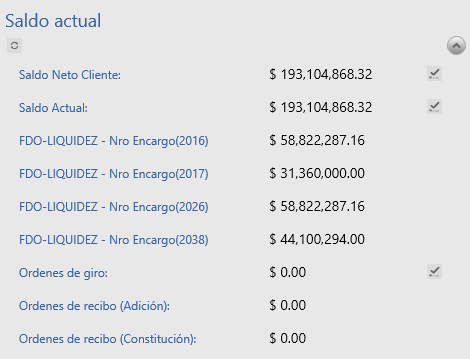 Saldo actual
Saldo Neto Cliente: $ 193,104,868.32
Saldo Actual: $ 193,104,868.32
FDO-LIQUIDEZ - Nro Encargo(2016) $ 58,822,287.16
FDO-LIQUIDEZ - Nro Encargo(2017) $ 31,360,000.00
FDO-LIQUIDEZ - Nro Encargo(2026) $ 58,822,287.16
FDO-LIQUIDEZ - Nro Encargo(2038) $ 44,100,294.00
Ordenes de giro: $ 0.00
Ordenes de recibo (Adición): $ 0.00
Ordenes de recibo (Constitución): $ 0.00